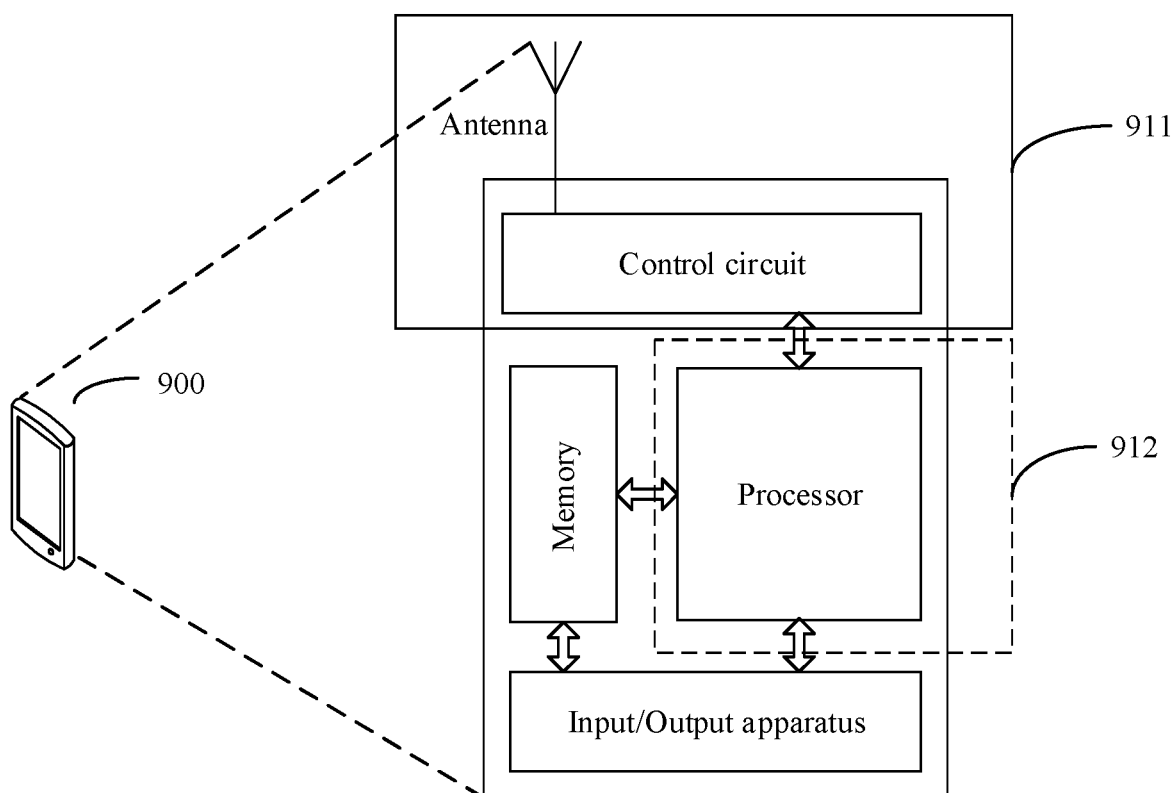 Antenna
911
Control circuit
900
Memory
Processor
912
Input/Output apparatus